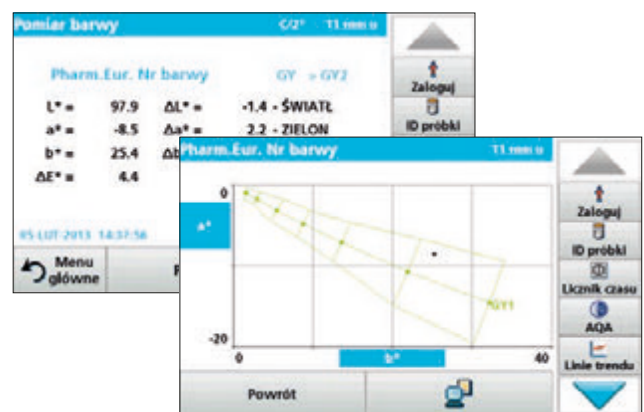 Pomiar barwy C/2° 11 mm □
Pharm.Eur. Nr barwy GY > GY2
L* = 97.9 ΔL* = -1.4 - ŚWIATŁ
a* = -8.5 Δa* = 2.2 - ZIELON
b* = 25.4 Δb
ΔE* = 4.4
05-LUT-2013 14:37:56
Menu główne
Zaloguj
ID próbki
Pharm.Eur. Nr barwy 11 mm □
0
a*
GY1
-20
0 b* 40
Powrót
Zaloguj
ID próbki
Licznik czasu
AQA
Linie trendu